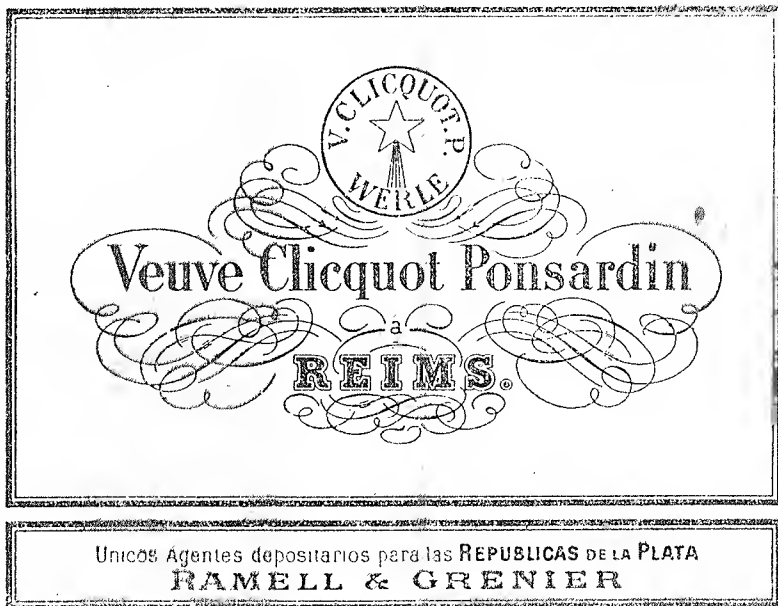 V. CLICQUOT. P.
WERLE
Veuve Clicquot Ponsardin
a
REIMS.
Unicos Agentes depositarios para las REPUBLICAS DE LA PLATA
RAMELL & GRENIER